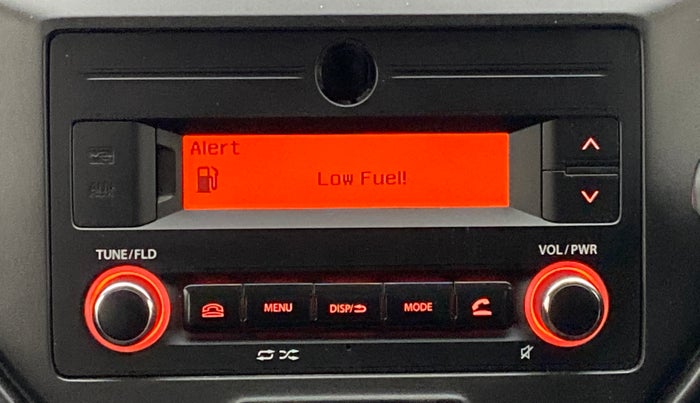 Alert
Low Fuel!
AUX
TUNE/FLD
VOL/PWR
MENU
DISP/
MODE